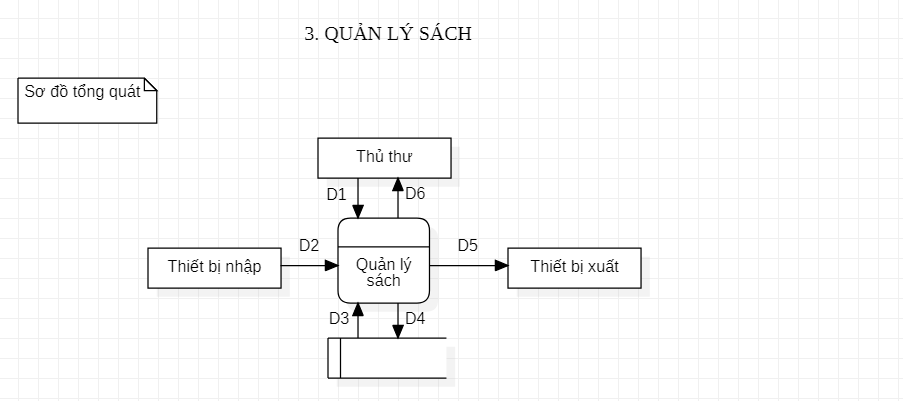 3. QUẢN LÝ SÁCH
Sơ đồ tổng quát
Thủ thư
D1
D6
D2
D5
Thiết bị nhập
Quản lý
sách
Thiết bị xuất
D3
D4